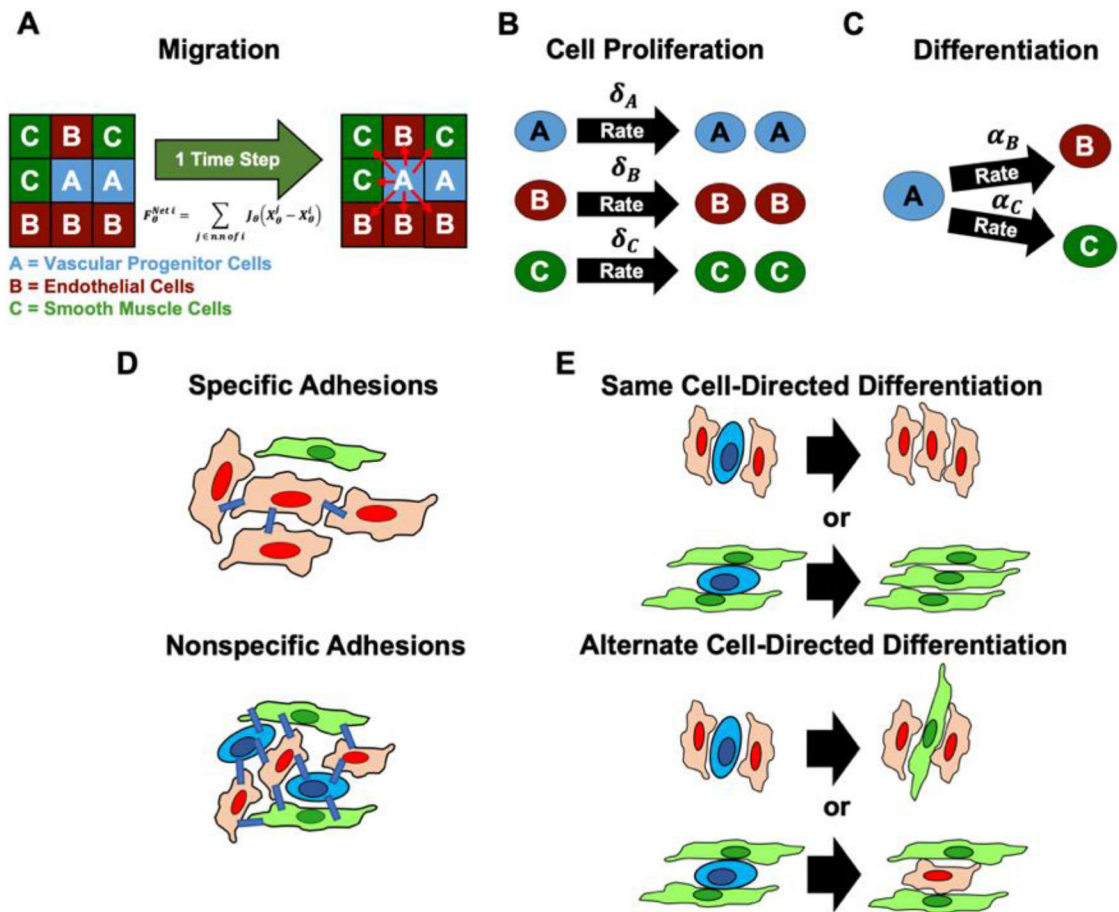 A
Migration
C B C
C A A
B B B
1 Time Step
C B C
C A A
B B B
F_θ^{Net i} = ∑_{j ∈ n.n of i} J_θ(X_θ^j − X_θ^i)
A = Vascular Progenitor Cells
B = Endothelial Cells
C = Smooth Muscle Cells
B
Cell Proliferation
δ_A
A Rate A A
δ_B
B Rate B B
δ_C
C Rate C C
C
Differentiation
α_B
Rate
B
A
α_C
Rate
C
D
Specific Adhesions
Nonspecific Adhesions
E
Same Cell-Directed Differentiation
or
Alternate Cell-Directed Differentiation
or